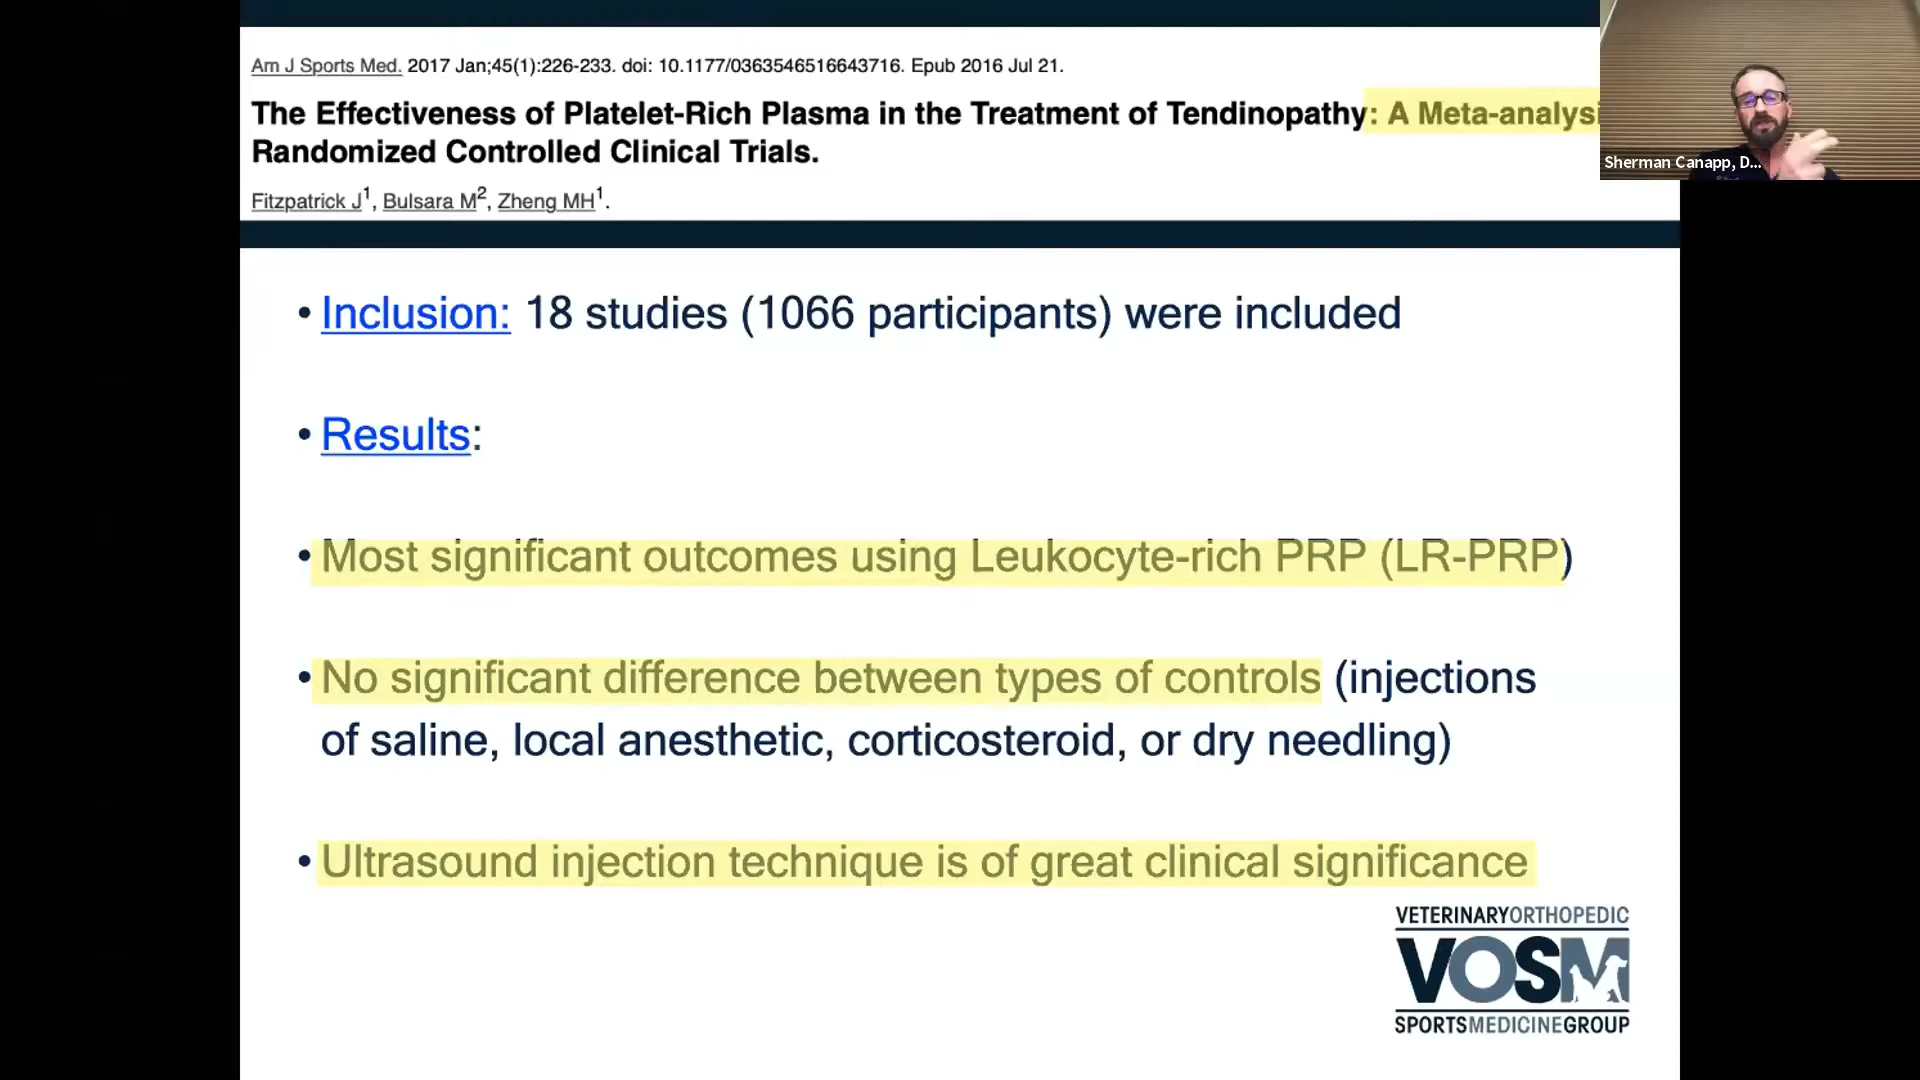 Am J Sports Med. 2017 Jan;45(1):226-233. doi: 10.1177/0363546516643716. Epub 2016 Jul 21.
The Effectiveness of Platelet-Rich Plasma in the Treatment of Tendinopathy: A Meta-analysi
Randomized Controlled Clinical Trials.
Fitzpatrick J1, Bulsara M2, Zheng MH1.
Sherman Canapp, D...
• Inclusion: 18 studies (1066 participants) were included
• Results:
• Most significant outcomes using Leukocyte-rich PRP (LR-PRP)
• No significant difference between types of controls (injections
of saline, local anesthetic, corticosteroid, or dry needling)
• Ultrasound injection technique is of great clinical significance
VETERINARYORTHOPEDIC
VOSM
SPORTSMEDICINEGROUP